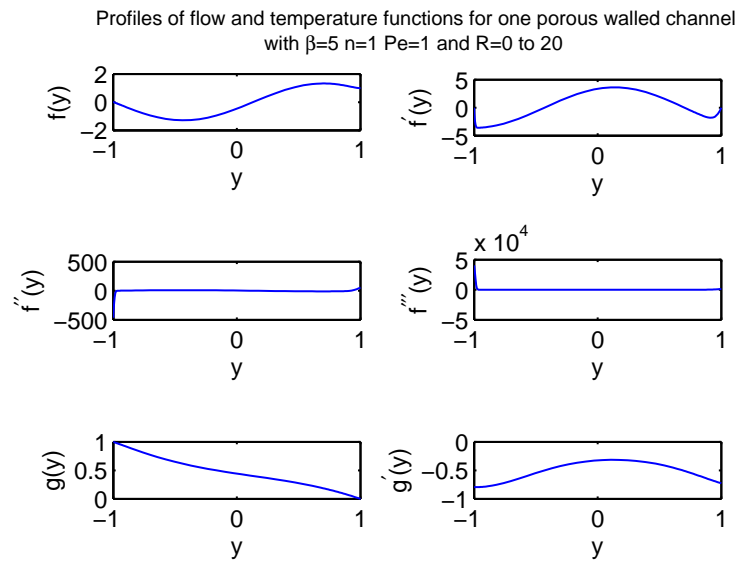 Profiles of flow and temperature functions for one porous walled channel
with β=5 n=1 Pe=1 and R=0 to 20
2
0
−2
f(y)
−1
0
1
y
5
0
−5
f′(y)
−1
0
1
y
500
0
−500
f′′(y)
−1
0
1
y
x 10^4
5
0
−5
f′′′(y)
−1
0
1
y
1
0.5
0
g(y)
−1
0
1
y
0
−0.5
−1
g′(y)
−1
0
1
y